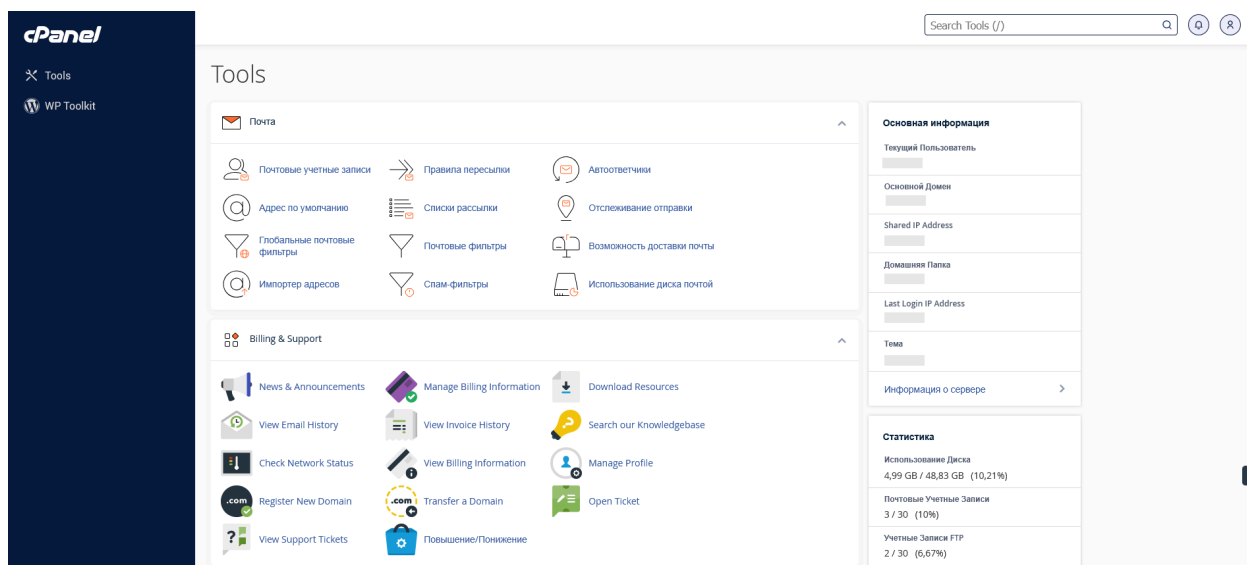 cPanel
Search Tools (/)
Tools
WP Toolkit
Tools
Почта
Почтовые учетные записи
Правила пересылки
Автоответчики
Адрес по умолчанию
Списки рассылки
Отслеживание отправки
Глобальные почтовые
фильтры
Почтовые фильтры
Возможность доставки почты
Импортер адресов
Спам-фильтры
Использование диска почтой
Billing & Support
News & Announcements
Manage Billing Information
Download Resources
View Email History
View Invoice History
Search our Knowledgebase
Check Network Status
View Billing Information
Manage Profile
.com
Register New Domain
.com
Transfer a Domain
Open Ticket
View Support Tickets
Повышение/Понижение
Основная информация
Текущий Пользователь
Основной Домен
Shared IP Address
Домашняя Папка
Last Login IP Address
Тема
Информация о сервере
Статистика
Использование Диска
4,99 GB / 48,83 GB (10,21%)
Почтовые Учетные Записи
3 / 30 (10%)
Учетные Записи FTP
2 / 30 (6,67%)